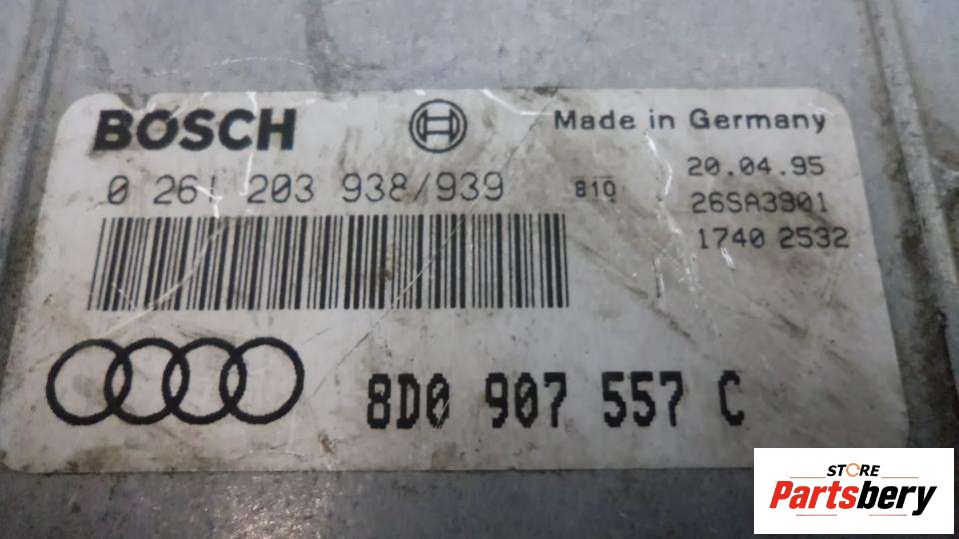 BOSCH
Made in Germany
0 261 203 938/939
810
20.04.95
26SA3901
1740 2532
8D0 907 557 C
STORE
Partsbery